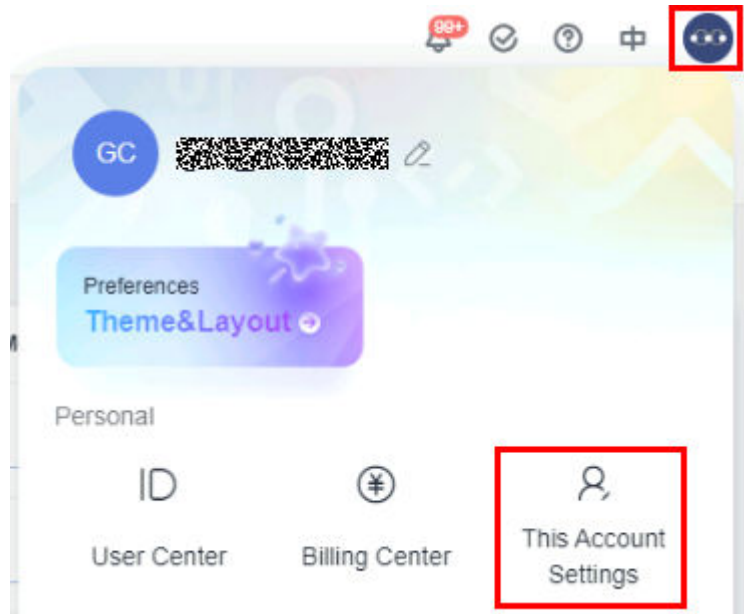 99+
中
GC
Preferences
Theme&Layout
M
Personal
ID
User Center
¥
Billing Center
This Account
Settings